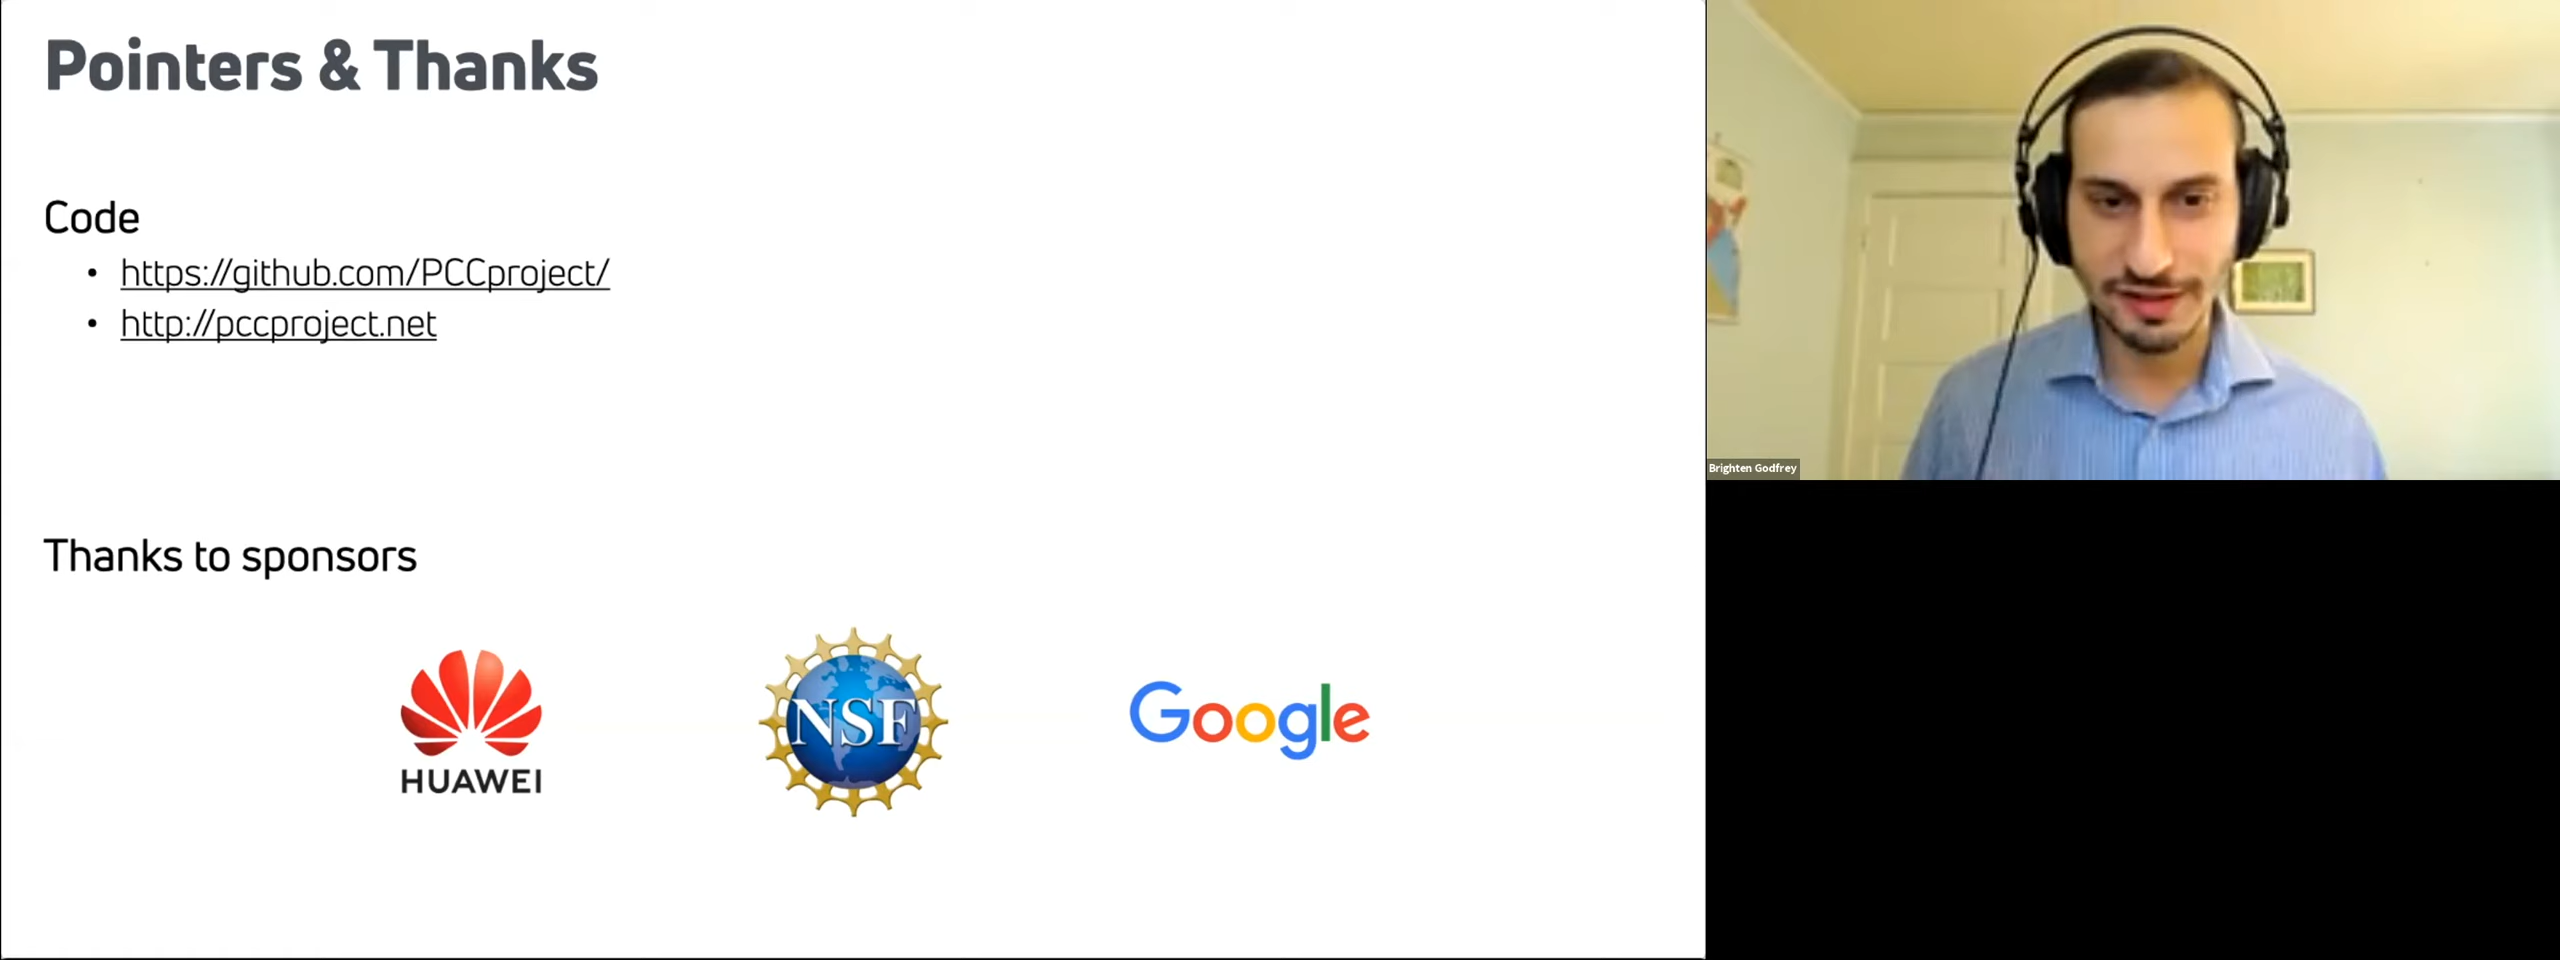 Pointers & Thanks
Code
• https://github.com/PCCproject/
• http://pccproject.net
Thanks to sponsors
HUAWEI
NSF
Google
Brighten Godfrey